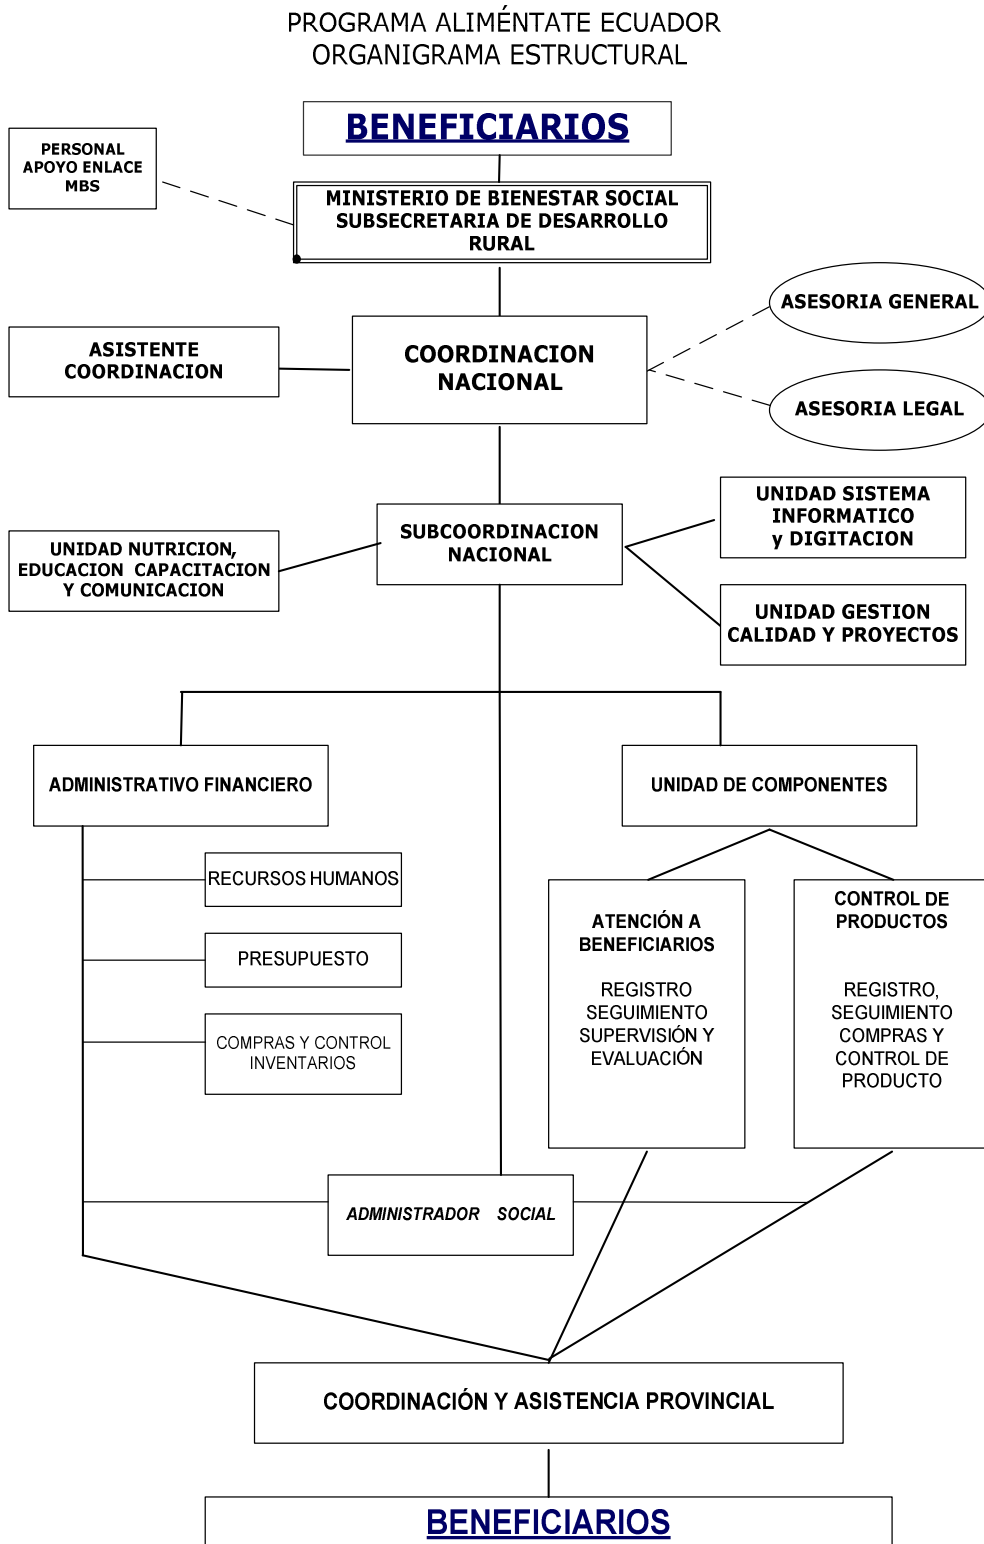 PROGRAMA ALIMÉNTATE ECUADOR
ORGANIGRAMA ESTRUCTURAL
BENEFICIARIOS
PERSONAL
APOYO ENLACE
MBS
MINISTERIO DE BIENESTAR SOCIAL
SUBSECRETARIA DE DESARROLLO
RURAL
ASESORIA GENERAL
ASISTENTE
COORDINACION
COORDINACION
NACIONAL
ASESORIA LEGAL
UNIDAD SISTEMA
INFORMATICO
y DIGITACION
SUBCOORDINACION
NACIONAL
UNIDAD NUTRICION,
EDUCACION CAPACITACION
Y COMUNICACION
UNIDAD GESTION
CALIDAD Y PROYECTOS
ADMINISTRATIVO FINANCIERO
UNIDAD DE COMPONENTES
RECURSOS HUMANOS
PRESUPUESTO
COMPRAS Y CONTROL
INVENTARIOS
ATENCIÓN A
BENEFICIARIOS
REGISTRO
SEGUIMIENTO
SUPERVISIÓN Y
EVALUACIÓN
CONTROL DE
PRODUCTOS
REGISTRO,
SEGUIMIENTO
COMPRAS Y
CONTROL DE
PRODUCTO
ADMINISTRADOR SOCIAL
COORDINACIÓN Y ASISTENCIA PROVINCIAL
BENEFICIARIOS